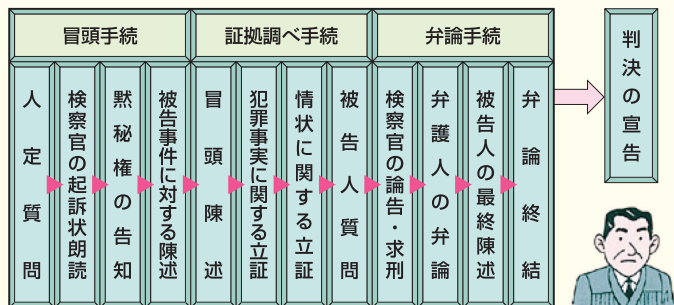 冒頭手続
証拠調べ手続
弁論手続
人定質問
検察官の起訴状朗読
黙秘権の告知
被告事件に対する陳述
冒頭陳述
犯罪事実に関する立証
情状に関する立証
被告人質問
検察官の論告・求刑
弁護人の弁論
被告人の最終陳述
弁論終結
判決の宣告